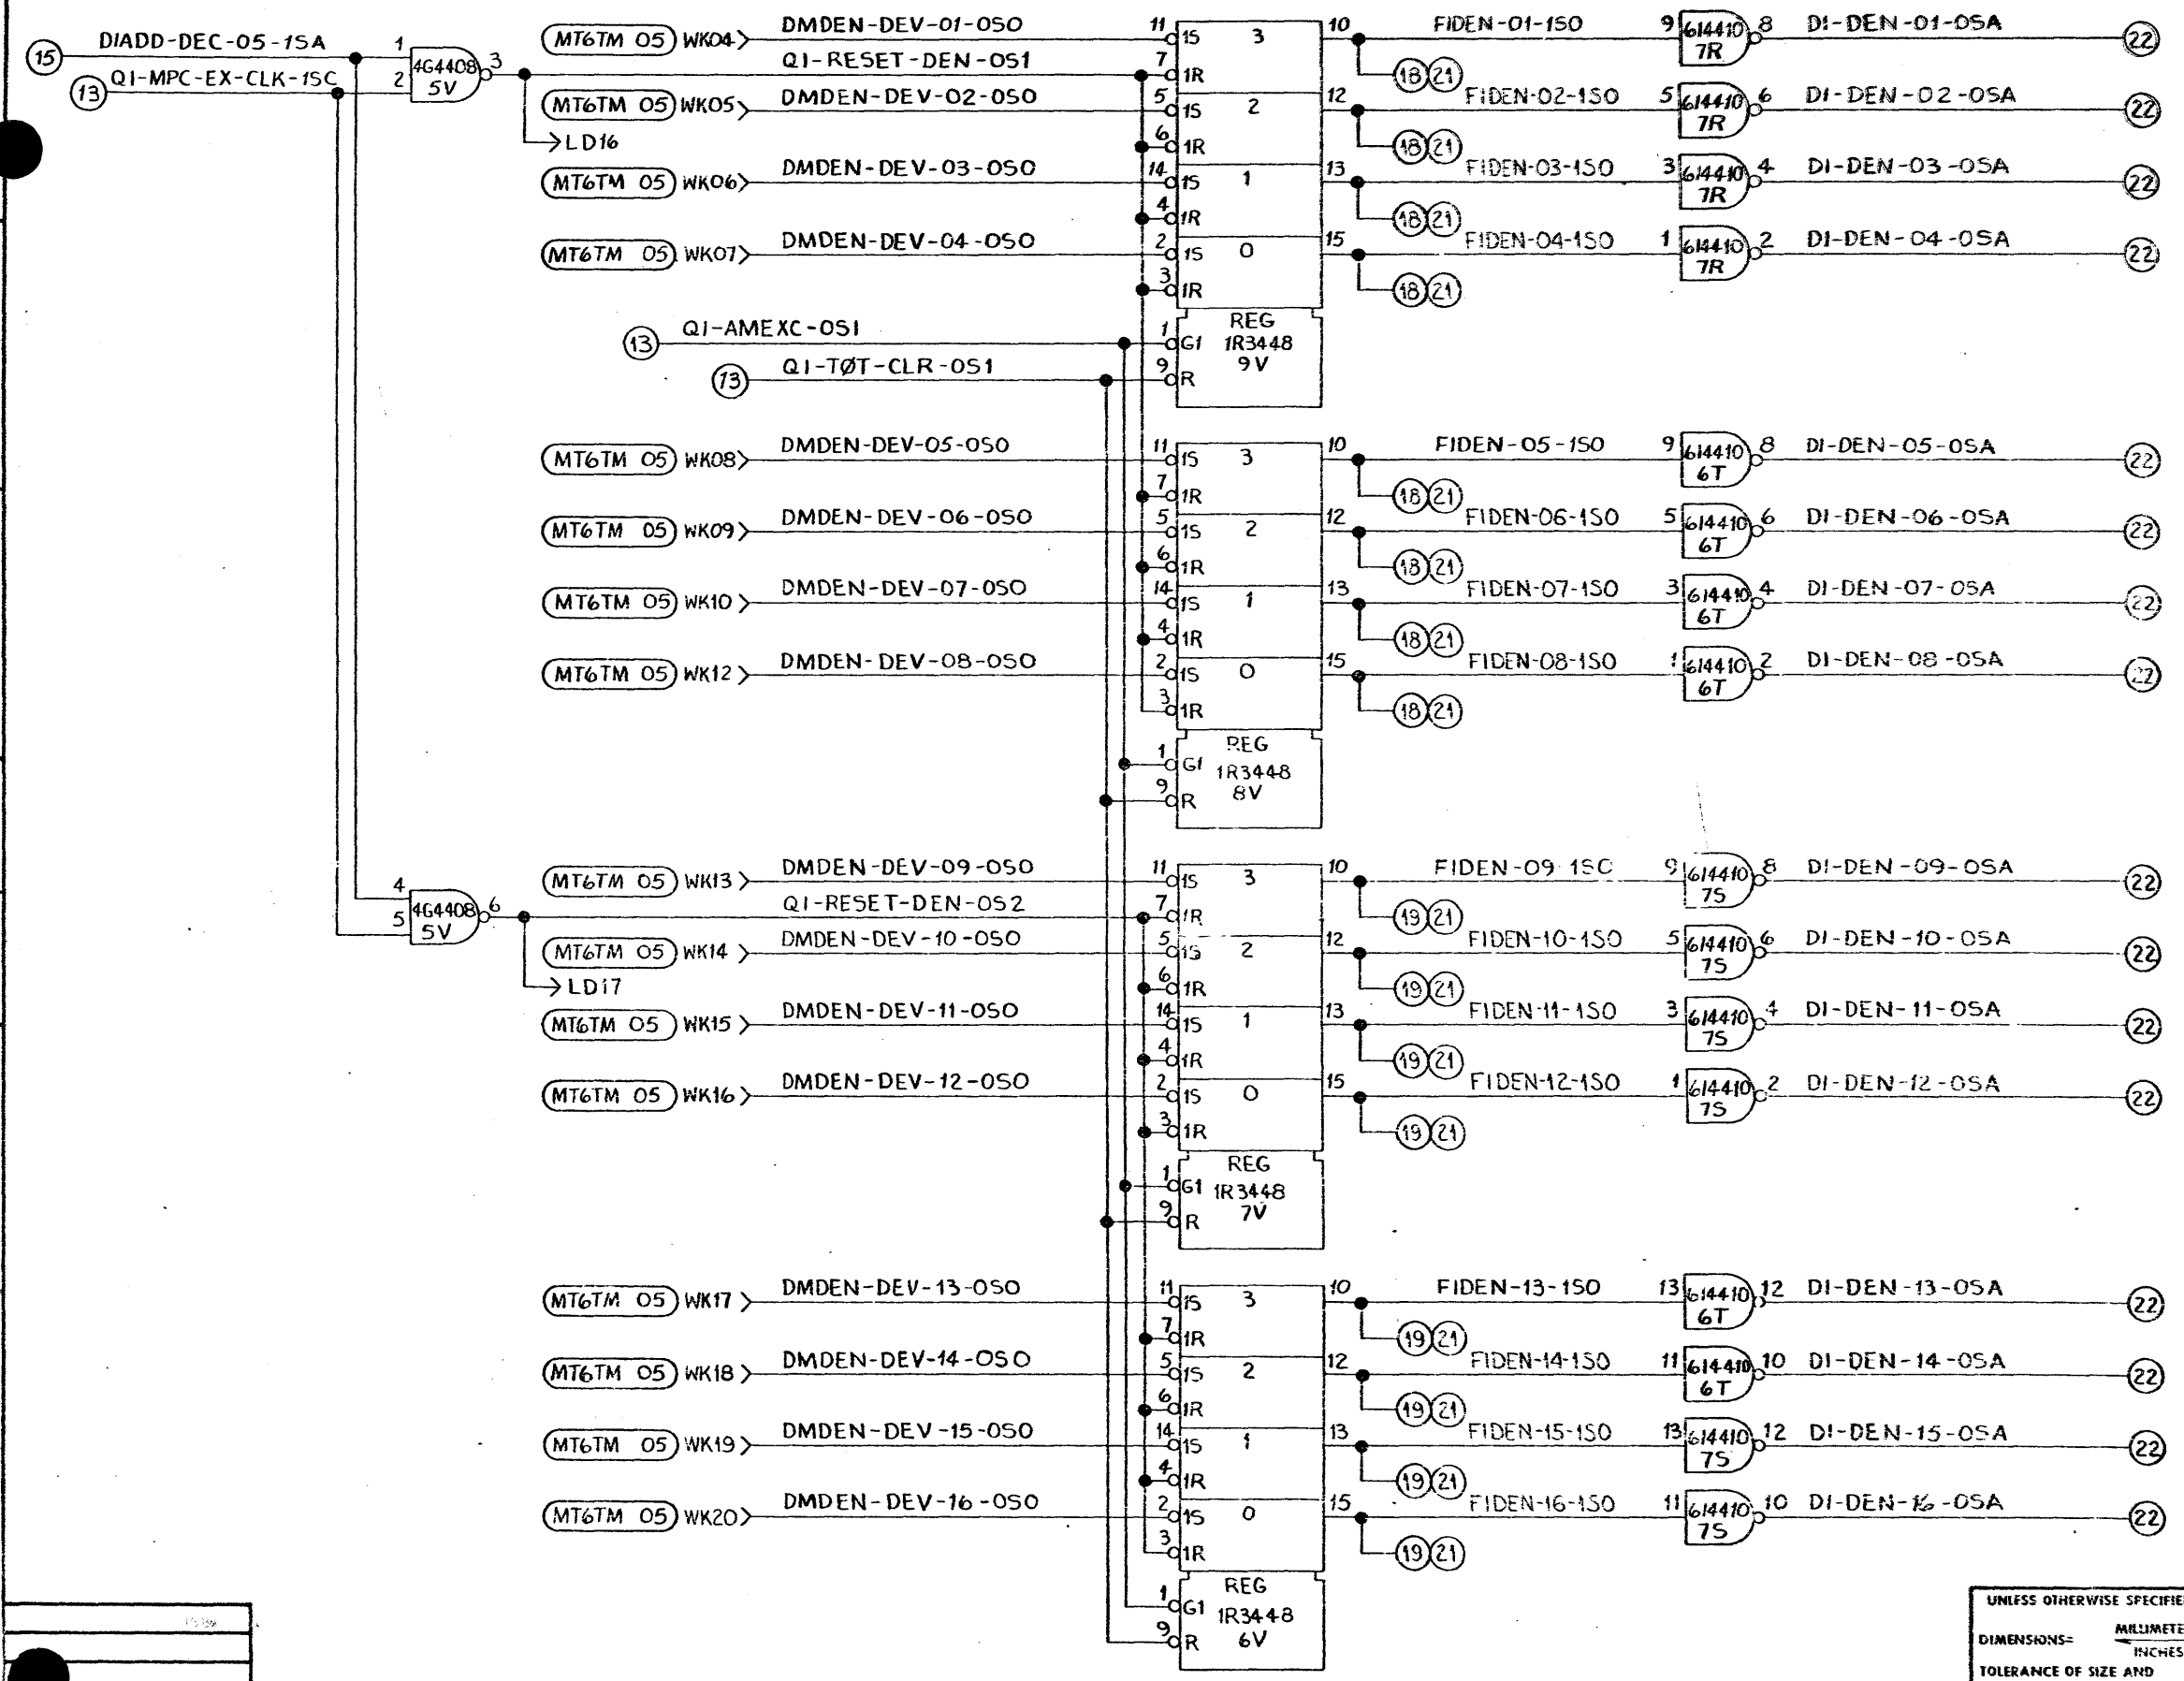 15 DIADD-DEC-05-1SA 1
13 QI-MPC-EX-CLK-1SC 2
4G4408 5V 3
LD16
MT6TM 05 WK04 DMDEN-DEV-01-0S0 11 1S 3 10 FIDEN-01-1S0 9 614410 7R 8 DI-DEN-01-0SA 22
QI-RESET-DEN-0S1 7 1R 18 21
MT6TM 05 WK05 DMDEN-DEV-02-0S0 5 1S 2 12 FIDEN-02-1S0 5 614410 7R 6 DI-DEN-02-0SA 22
6 1R 18 21
MT6TM 05 WK06 DMDEN-DEV-03-0S0 14 1S 1 13 FIDEN-03-1S0 3 614410 7R 4 DI-DEN-03-0SA 22
4 1R 18 21
MT6TM 05 WK07 DMDEN-DEV-04-0S0 2 1S 0 15 FIDEN-04-1S0 1 614410 7R 2 DI-DEN-04-0SA 22
3 1R 18 21
13 QI-AMEXC-0S1 1 G1 REG 1R3448 9V
13 QI-TØT-CLR-0S1 9 R
MT6TM 05 WK08 DMDEN-DEV-05-0S0 11 1S 3 10 FIDEN-05-1S0 9 614410 6T 8 DI-DEN-05-0SA 22
7 1R 18 21
MT6TM 05 WK09 DMDEN-DEV-06-0S0 5 1S 2 12 FIDEN-06-1S0 5 614410 6T 6 DI-DEN-06-0SA 22
6 1R 18 21
MT6TM 05 WK10 DMDEN-DEV-07-0S0 14 1S 1 13 FIDEN-07-1S0 3 614410 6T 4 DI-DEN-07-0SA 22
4 1R 18 21
MT6TM 05 WK12 DMDEN-DEV-08-0S0 2 1S 0 15 FIDEN-08-1S0 1 614410 6T 2 DI-DEN-08-0SA 22
3 1R 18 21
1 G1 REG 1R3448 8V
9 R
4 5 4G4408 5V 6
LD17
MT6TM 05 WK13 DMDEN-DEV-09-0S0 11 1S 3 10 FIDEN-09-1SC 9 614410 7S 8 DI-DEN-09-0SA 22
QI-RESET-DEN-0S2 7 1R 19 21
MT6TM 05 WK14 DMDEN-DEV-10-0S0 5 1S 2 12 FIDEN-10-1S0 5 614410 7S 6 DI-DEN-10-0SA 22
6 1R 19 21
MT6TM 05 WK15 DMDEN-DEV-11-0S0 14 1S 1 13 FIDEN-11-1S0 3 614410 7S 4 DI-DEN-11-0SA 22
4 1R 19 21
MT6TM 05 WK16 DMDEN-DEV-12-0S0 2 1S 0 15 FIDEN-12-1S0 1 614410 7S 2 DI-DEN-12-0SA 22
3 1R 19 21
1 G1 REG 1R3448 7V
9 R
MT6TM 05 WK17 DMDEN-DEV-13-0S0 11 1S 3 10 FIDEN-13-1S0 13 614410 6T 12 DI-DEN-13-0SA 22
7 1R 19 21
MT6TM 05 WK18 DMDEN-DEV-14-0S0 5 1S 2 12 FIDEN-14-1S0 11 614410 6T 10 DI-DEN-14-0SA 22
6 1R 19 21
MT6TM 05 WK19 DMDEN-DEV-15-0S0 14 1S 1 13 FIDEN-15-1S0 13 614410 7S 12 DI-DEN-15-0SA 22
4 1R 19 21
MT6TM 05 WK20 DMDEN-DEV-16-0S0 2 1S 0 15 FIDEN-16-1S0 11 614410 7S 10 DI-DEN-16-0SA 22
3 1R 19 21
1 G1 REG 1R3448 6V
9 R
UNLESS OTHERWISE SPECIFIE
DIMENSIONS= MILLIMETE
INCHES
TOLERANCE OF SIZE AND